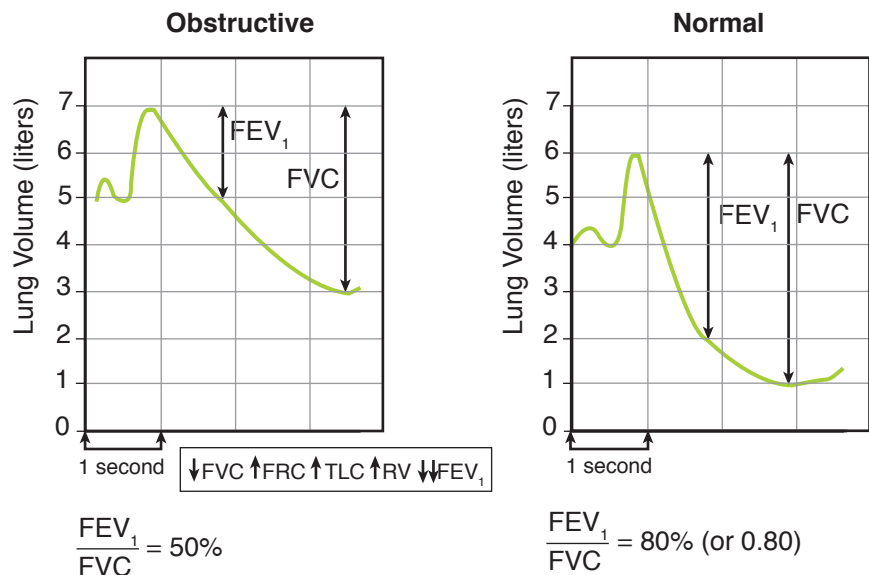 Obstructive
Lung Volume (liters)
7
6
5
4
3
2
1
0
FEV₁
FVC
1 second
↓FVC ↑FRC ↑TLC ↑RV ↓↓FEV₁
FEV₁
FVC
= 50%
Normal
Lung Volume (liters)
7
6
5
4
3
2
1
0
FEV₁
FVC
1 second
FEV₁
FVC
= 80% (or 0.80)